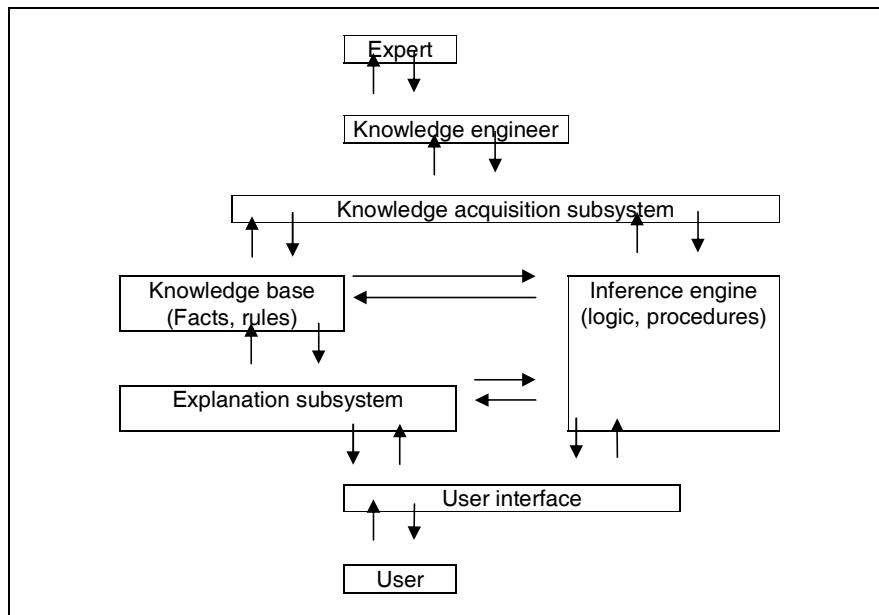 Expert
Knowledge engineer
Knowledge acquisition subsystem
Knowledge base
(Facts, rules)
Inference engine
(logic, procedures)
Explanation subsystem
User interface
User